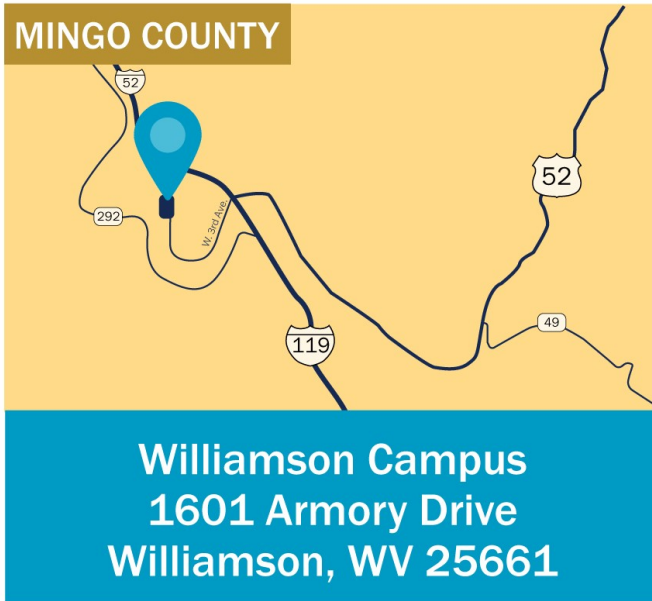 MINGO COUNTY
52
52
292
W. 3rd Ave.
119
49
Williamson Campus
1601 Armory Drive
Williamson, WV 25661